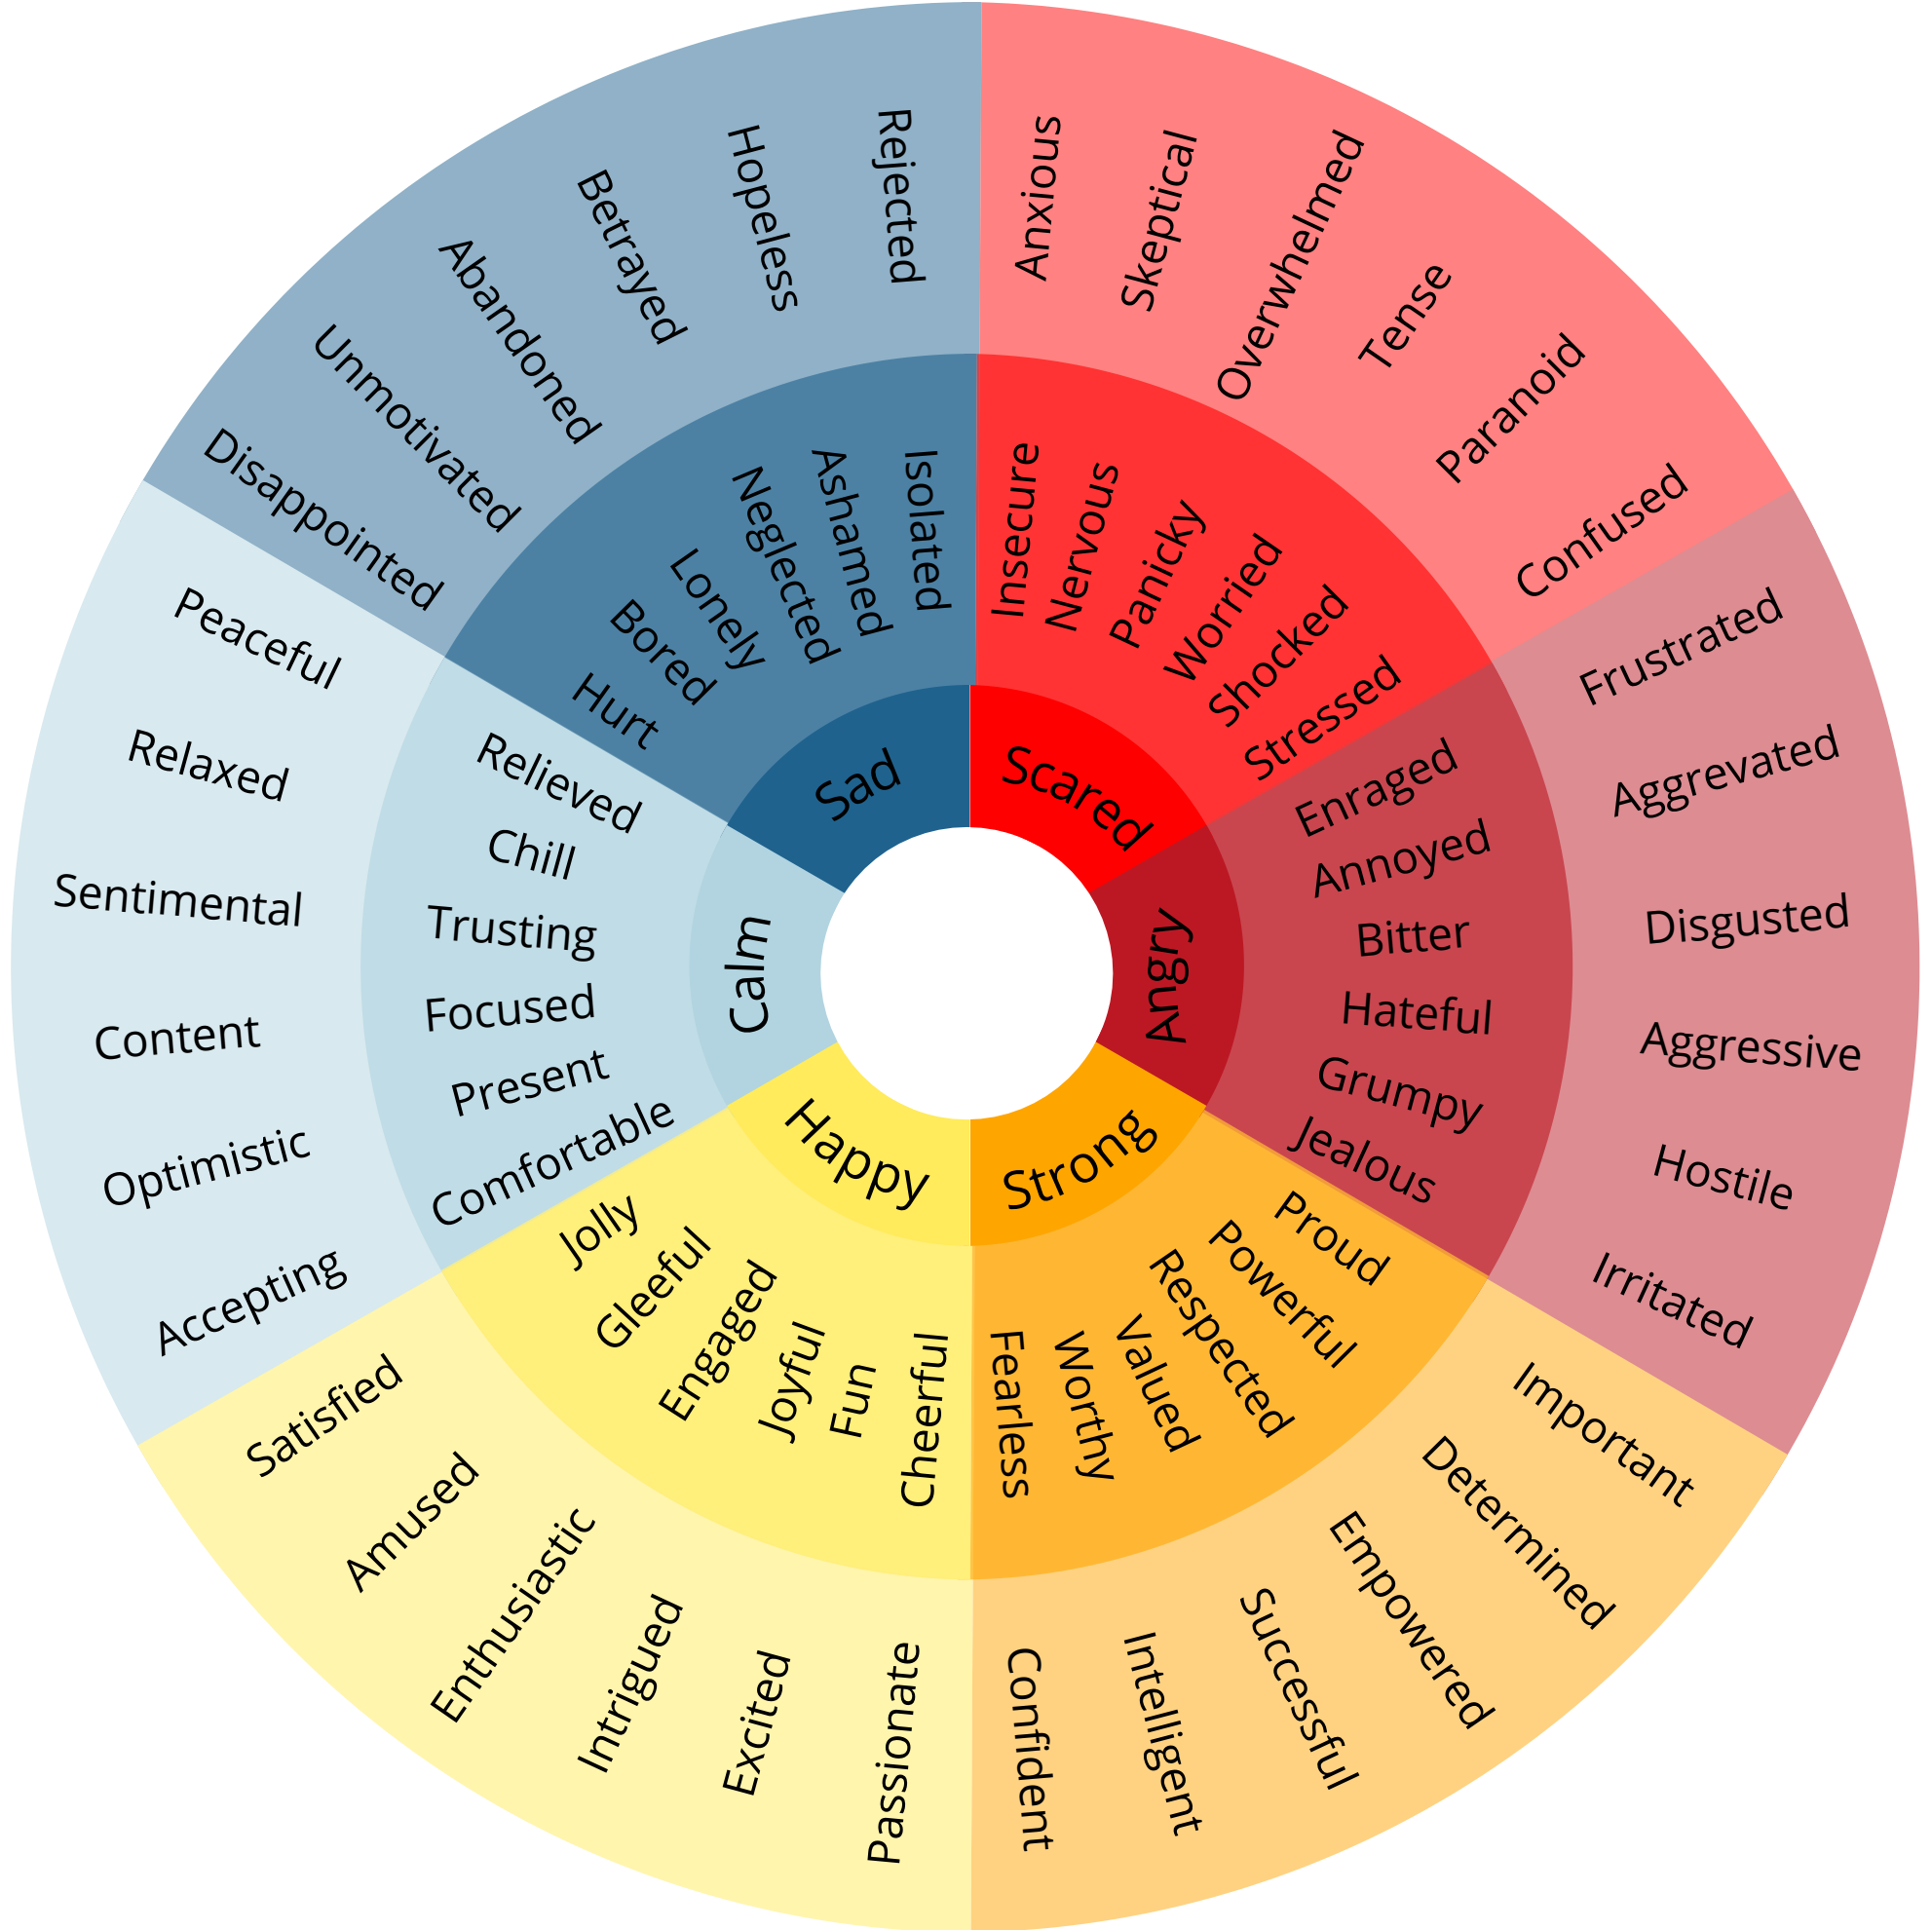 Scared
Insecure
Nervous
Panicky
Worried
Shocked
Stressed
Anxious
Skeptical
Overwhelmed
Tense
Paranoid
Confused
Angry
Enraged
Annoyed
Bitter
Hateful
Grumpy
Jealous
Frustrated
Aggrevated
Disgusted
Aggressive
Hostile
Irritated
Strong
Proud
Powerful
Respected
Valued
Worthy
Fearless
Important
Determined
Empowered
Successful
Intelligent
Confident
Happy
Cheerful
Fun
Joyful
Engaged
Gleeful
Jolly
Passionate
Excited
Intrigued
Enthusiastic
Amused
Satisfied
Calm
Comfortable
Present
Focused
Trusting
Chill
Relieved
Accepting
Optimistic
Content
Sentimental
Relaxed
Peaceful
Sad
Hurt
Bored
Lonely
Neglected
Ashamed
Isolated
Disappointed
Unmotivated
Abandoned
Betrayed
Hopeless
Rejected